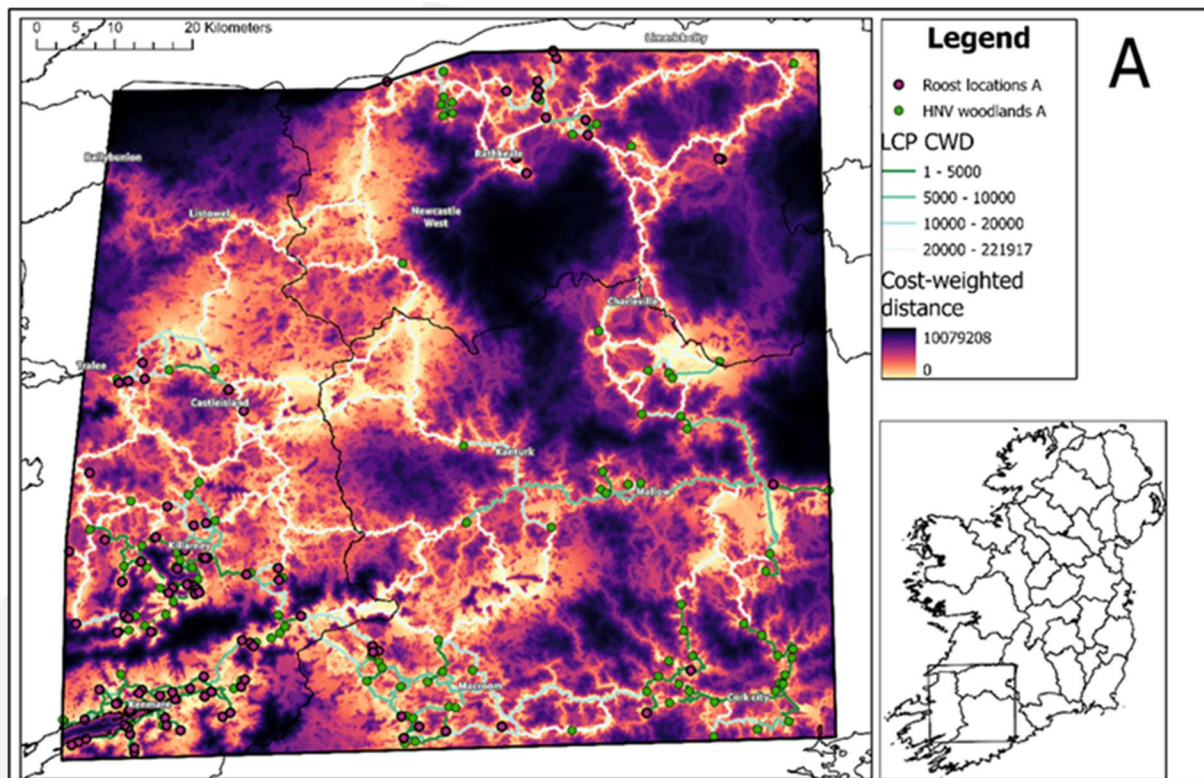 0 5 10 20 Kilometers
Limerick city
Ballybunion
Rathkeale
Listowel
Newcastle
West
Charleville
Tralee
Castleisland
Kanturk
Mallow
Killarney
Macroom
Kenmare
Cork city
Legend
Roost locations A
HNV woodlands A
LCP CWD
1 - 5000
5000 - 10000
10000 - 20000
20000 - 221917
Cost-weighted
distance
10079208
0
A